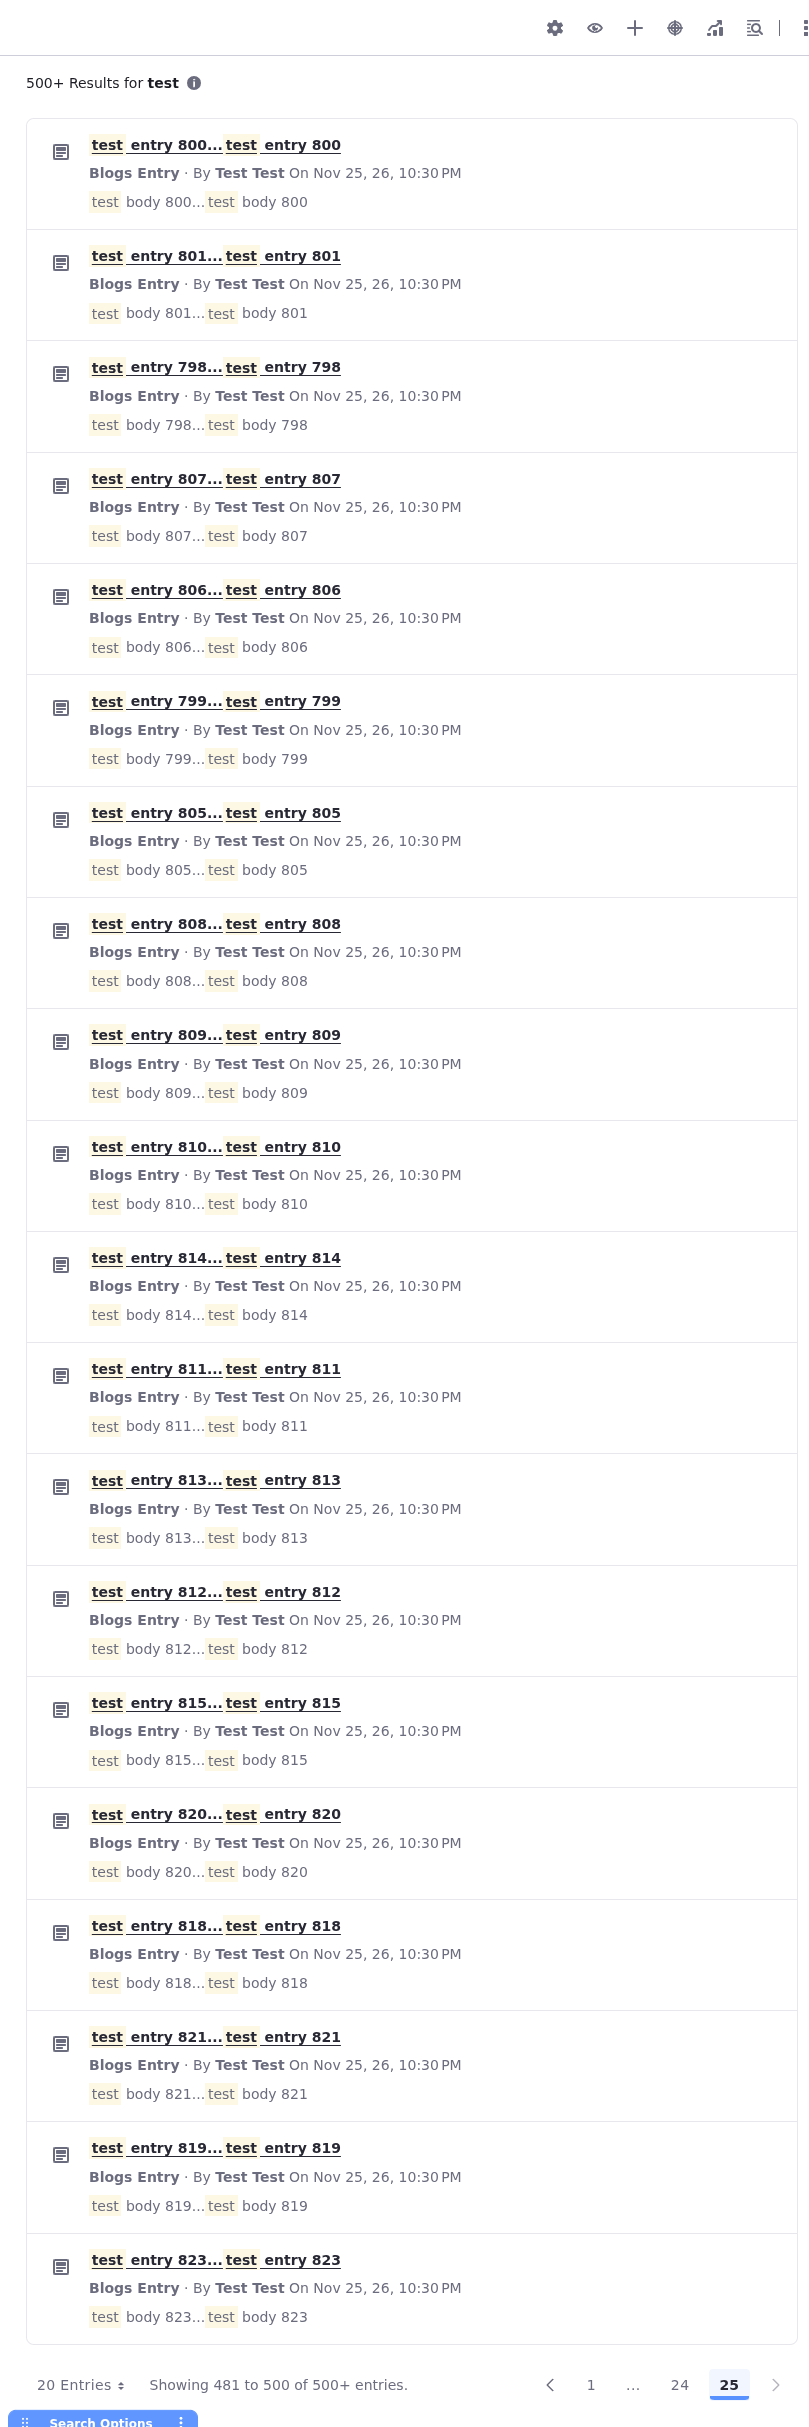 500+ Results for test
test entry 800...test entry 800
Blogs Entry · By Test Test On Nov 25, 26, 10:30 PM
test body 800...test body 800
test entry 801...test entry 801
Blogs Entry · By Test Test On Nov 25, 26, 10:30 PM
test body 801...test body 801
test entry 798...test entry 798
Blogs Entry · By Test Test On Nov 25, 26, 10:30 PM
test body 798...test body 798
test entry 807...test entry 807
Blogs Entry · By Test Test On Nov 25, 26, 10:30 PM
test body 807...test body 807
test entry 806...test entry 806
Blogs Entry · By Test Test On Nov 25, 26, 10:30 PM
test body 806...test body 806
test entry 799...test entry 799
Blogs Entry · By Test Test On Nov 25, 26, 10:30 PM
test body 799...test body 799
test entry 805...test entry 805
Blogs Entry · By Test Test On Nov 25, 26, 10:30 PM
test body 805...test body 805
test entry 808...test entry 808
Blogs Entry · By Test Test On Nov 25, 26, 10:30 PM
test body 808...test body 808
test entry 809...test entry 809
Blogs Entry · By Test Test On Nov 25, 26, 10:30 PM
test body 809...test body 809
test entry 810...test entry 810
Blogs Entry · By Test Test On Nov 25, 26, 10:30 PM
test body 810...test body 810
test entry 814...test entry 814
Blogs Entry · By Test Test On Nov 25, 26, 10:30 PM
test body 814...test body 814
test entry 811...test entry 811
Blogs Entry · By Test Test On Nov 25, 26, 10:30 PM
test body 811...test body 811
test entry 813...test entry 813
Blogs Entry · By Test Test On Nov 25, 26, 10:30 PM
test body 813...test body 813
test entry 812...test entry 812
Blogs Entry · By Test Test On Nov 25, 26, 10:30 PM
test body 812...test body 812
test entry 815...test entry 815
Blogs Entry · By Test Test On Nov 25, 26, 10:30 PM
test body 815...test body 815
test entry 820...test entry 820
Blogs Entry · By Test Test On Nov 25, 26, 10:30 PM
test body 820...test body 820
test entry 818...test entry 818
Blogs Entry · By Test Test On Nov 25, 26, 10:30 PM
test body 818...test body 818
test entry 821...test entry 821
Blogs Entry · By Test Test On Nov 25, 26, 10:30 PM
test body 821...test body 821
test entry 819...test entry 819
Blogs Entry · By Test Test On Nov 25, 26, 10:30 PM
test body 819...test body 819
test entry 823...test entry 823
Blogs Entry · By Test Test On Nov 25, 26, 10:30 PM
test body 823...test body 823
20 Entries Showing 481 to 500 of 500+ entries. 1 ... 24 25
Search Options